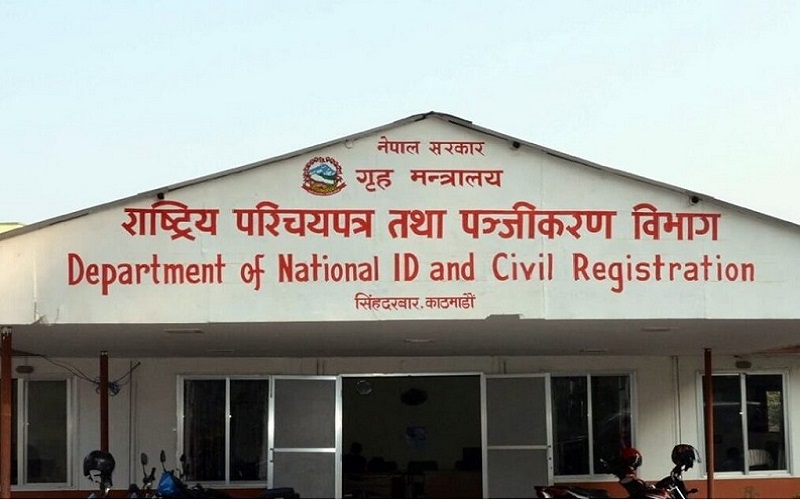 नेपाल सरकार
गृह मन्त्रालय
राष्ट्रिय परिचयपत्र तथा पञ्जीकरण विभाग
Department of National ID and Civil Registration
सिंहदरबार, काठमाडौं